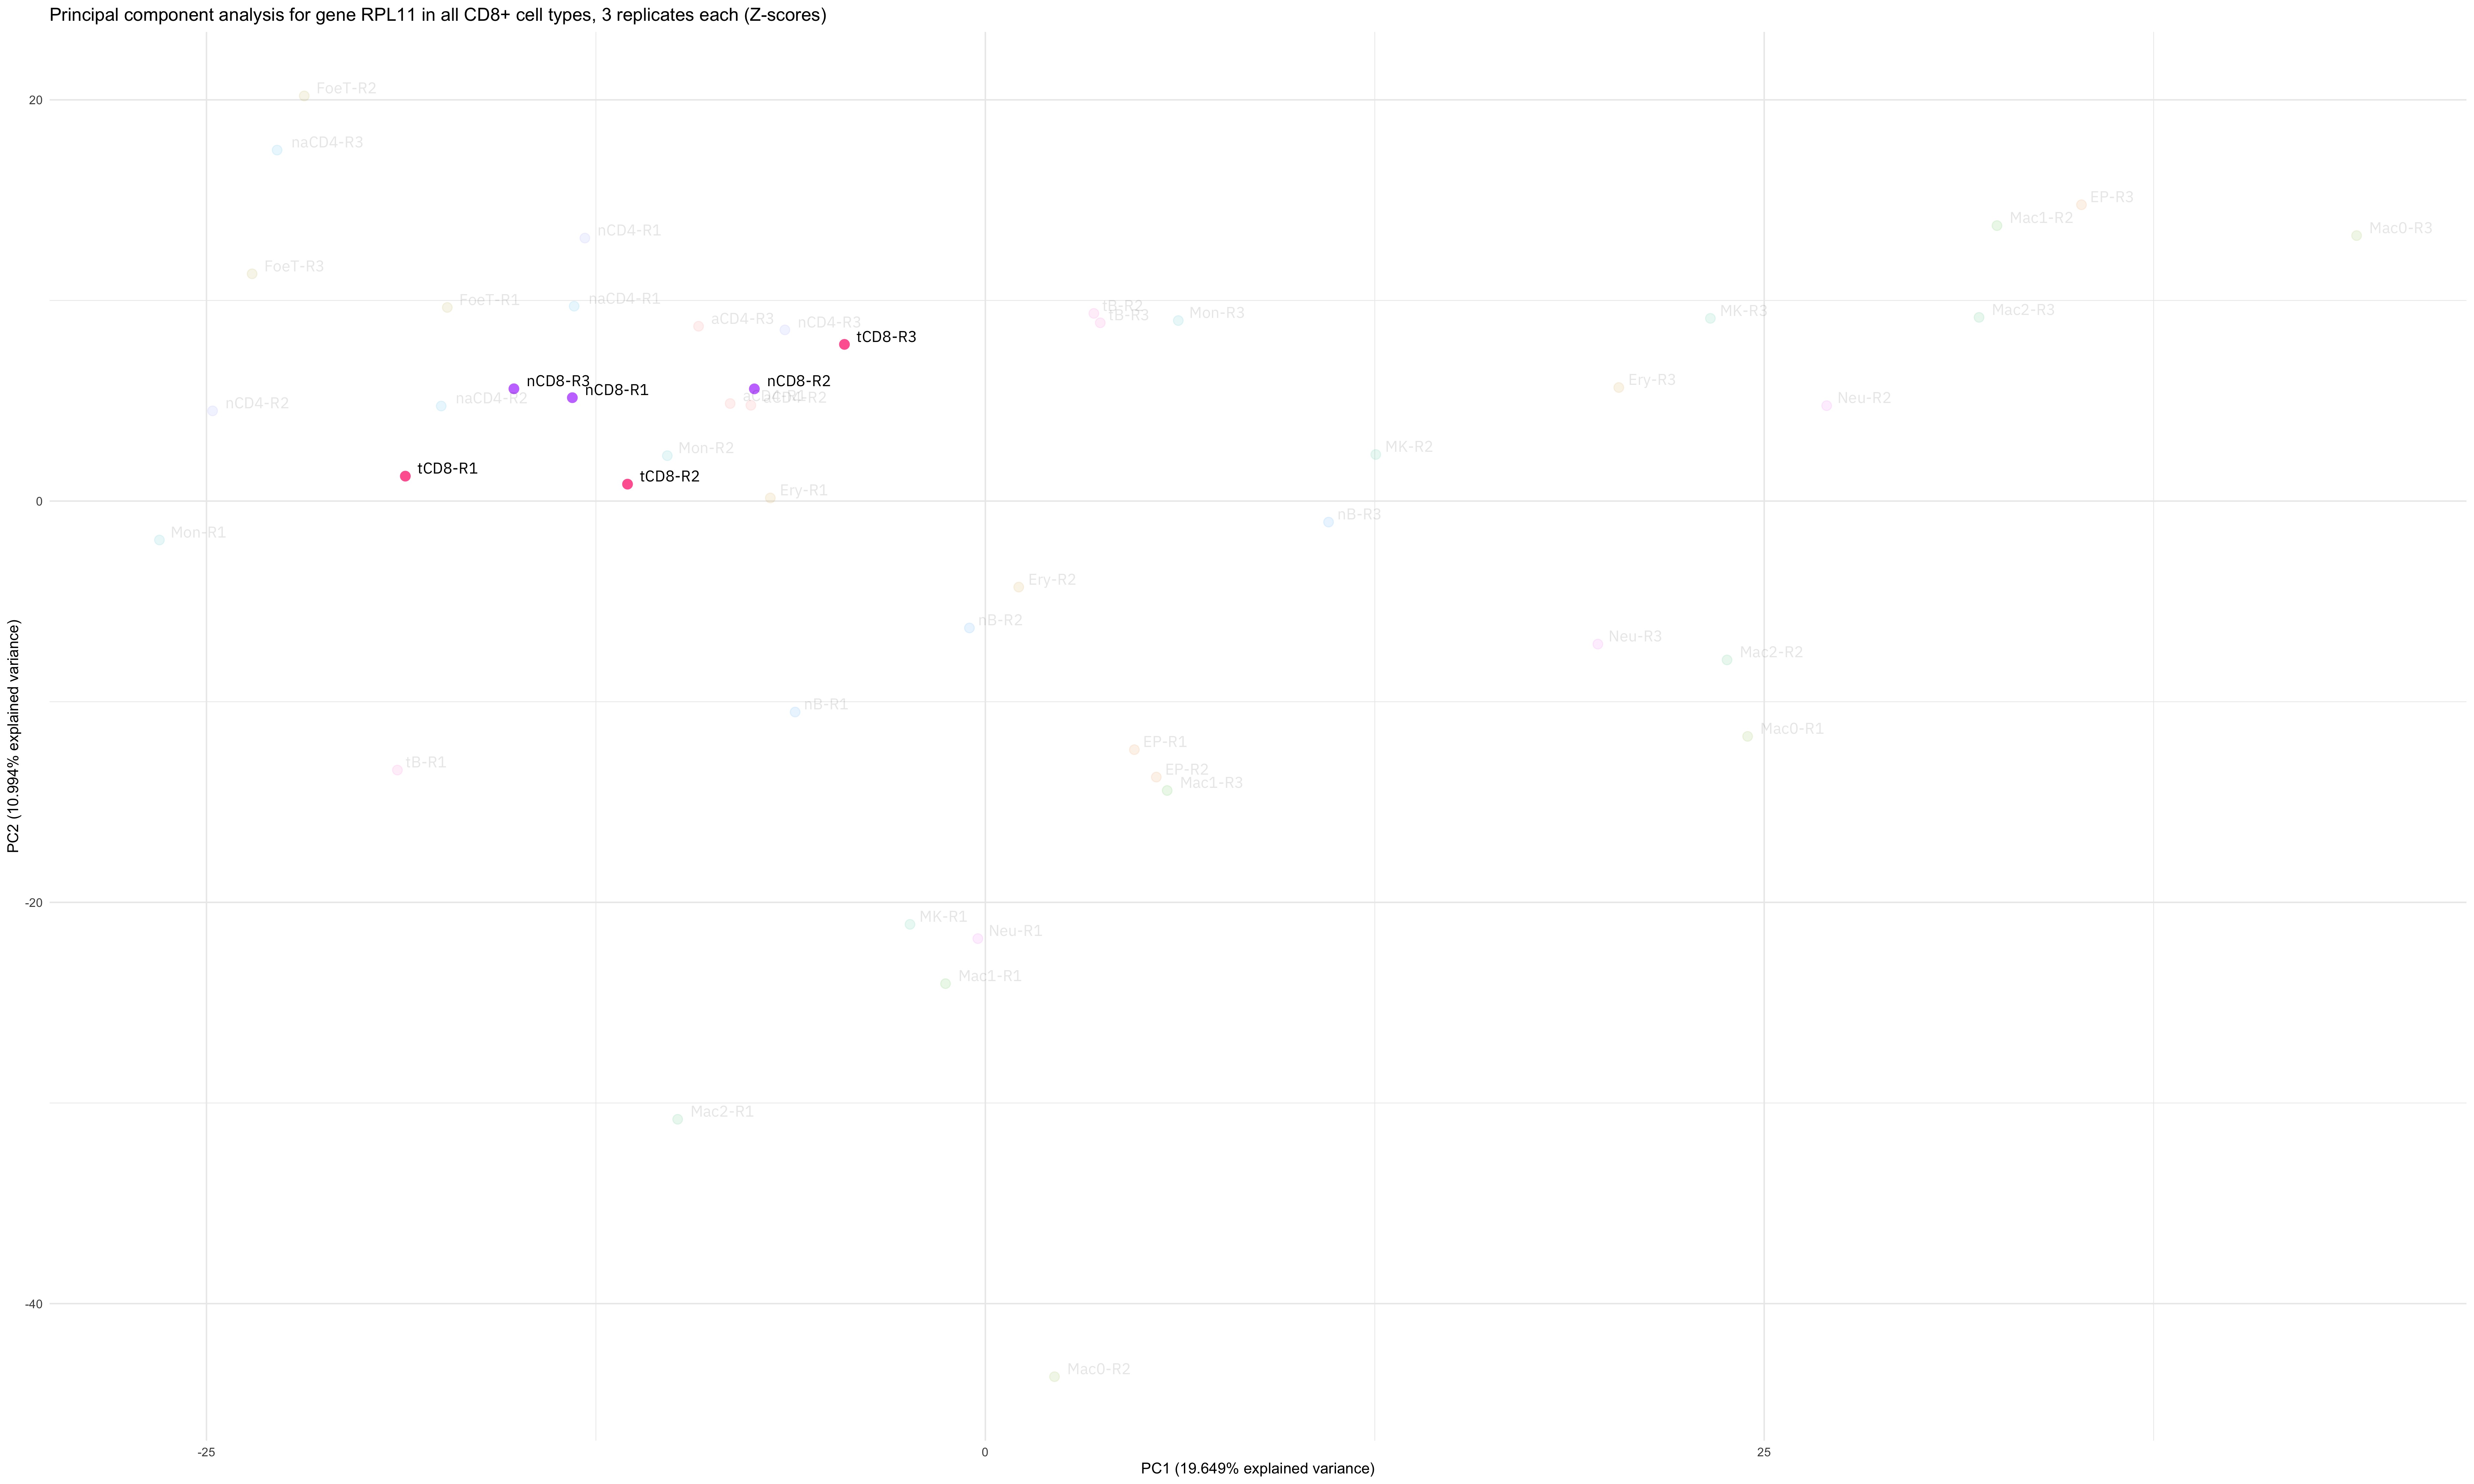 Principal component analysis for gene RPL11 in all CD8+ cell types, 3 replicates each (Z-scores)
FoeT-R2
20
naCD4-R3
EP-R3
Mac1-R2
nCD4-R1
Mac0-R3
FoeT-R3
FoeT-R1
naCD4-R1
tB-R2
Mon-R3
tB-R3
MK-R3
Mac2-R3
aCD4-R3
nCD4-R3
tCD8-R3
nCD8-R3
nCD8-R1
nCD8-R2
Ery-R3
nCD4-R2
naCD4-R2
aCD4-R1
aCD4-R2
Neu-R2
Mon-R2
MK-R2
tCD8-R1
tCD8-R2
Ery-R1
0
nB-R3
Mon-R1
Ery-R2
nB-R2
Neu-R3
Mac2-R2
nB-R1
Mac0-R1
EP-R1
tB-R1
EP-R2
Mac1-R3
PC2 (10.994% explained variance)
-20
MK-R1
Neu-R1
Mac1-R1
Mac2-R1
-40
Mac0-R2
-25
0
25
PC1 (19.649% explained variance)